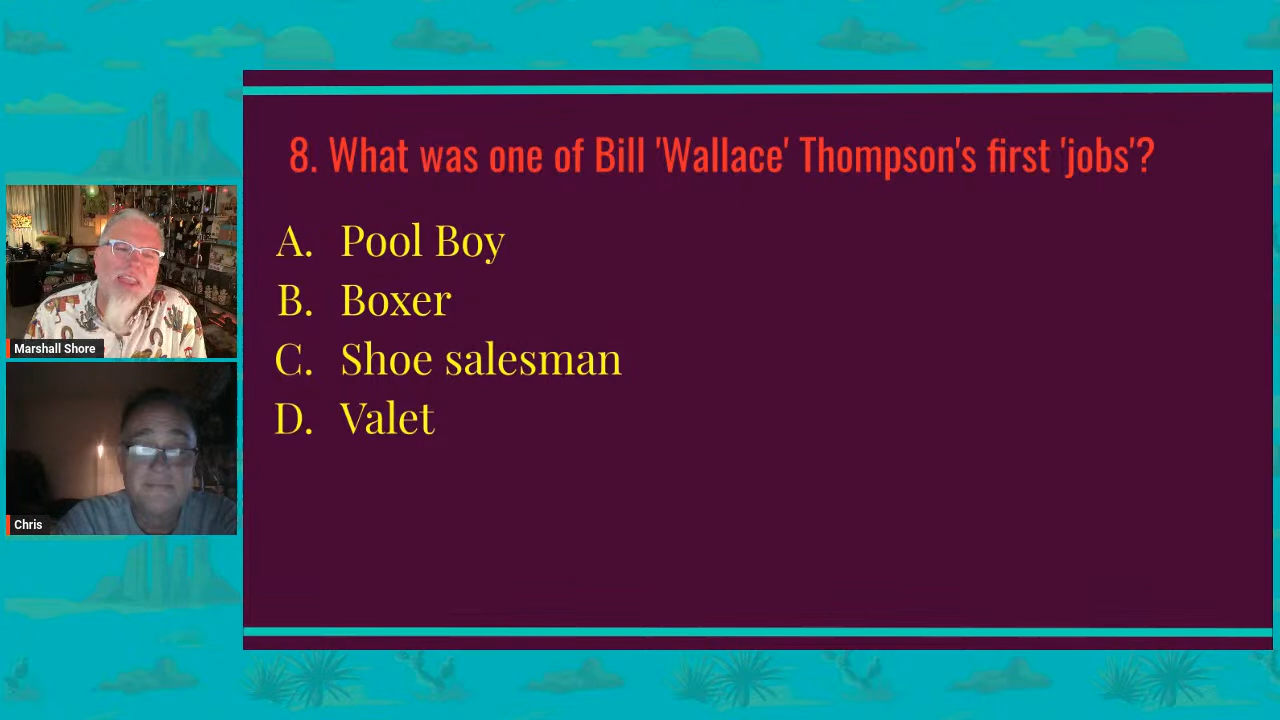 8. What was one of Bill 'Wallace' Thompson's first 'jobs'?
A. Pool Boy
B. Boxer
C. Shoe salesman
D. Valet
Marshall Shore
Chris